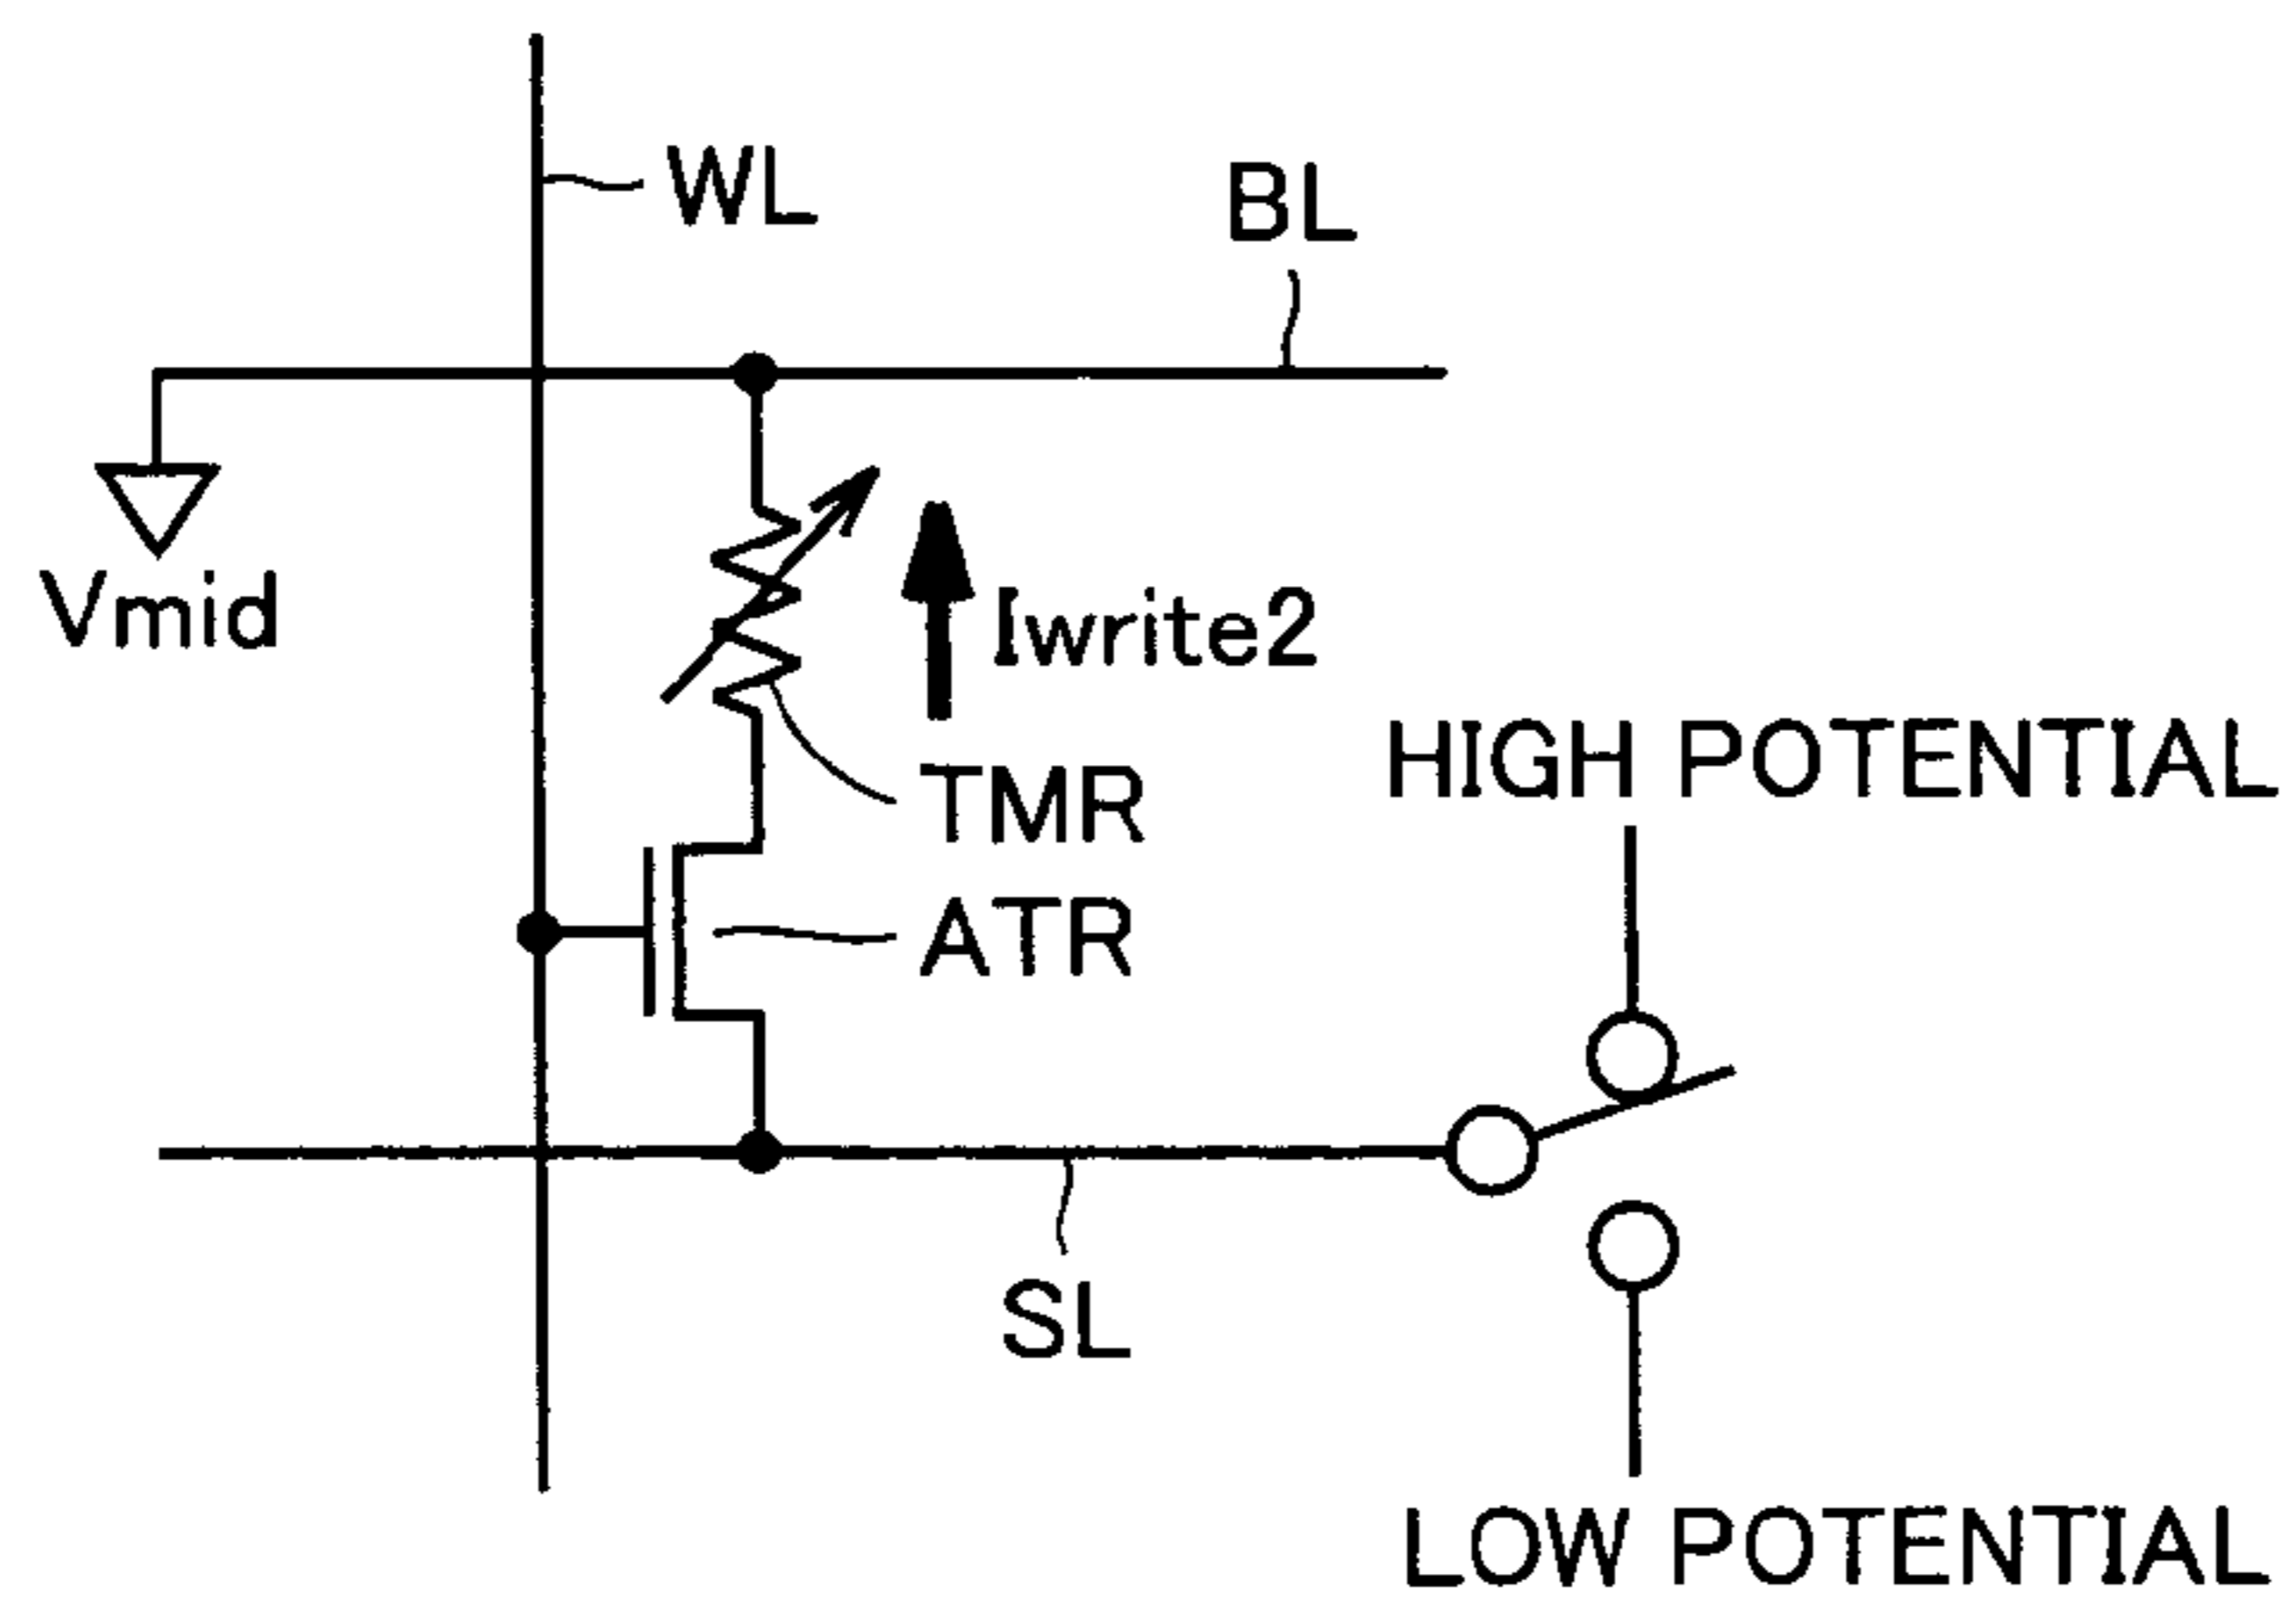 WL
BL
Vmid
Iwrite2
TMR
HIGH POTENTIAL
ATR
SL
LOW POTENTIAL